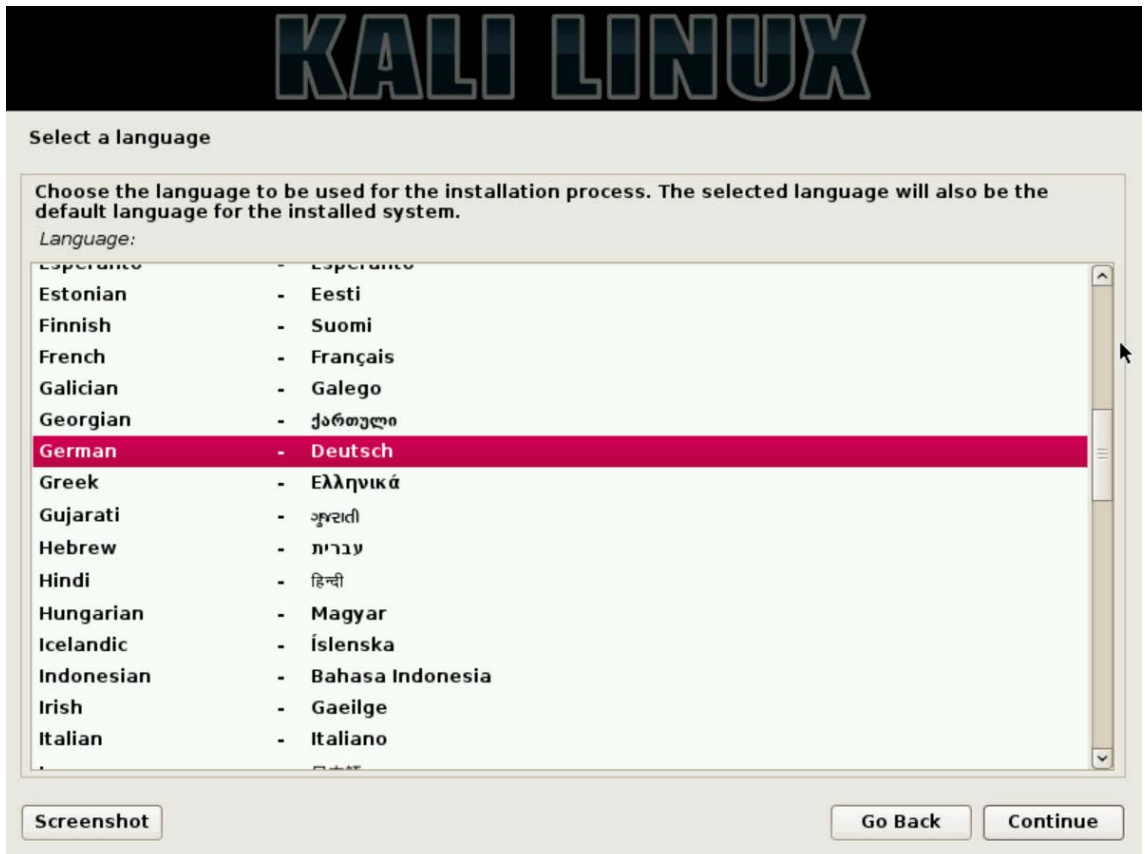 KALI LINUX
Select a language
Choose the language to be used for the installation process. The selected language will also be the
default language for the installed system.
Language:
Esperanto - Esperanto
Estonian - Eesti
Finnish - Suomi
French - Français
Galician - Galego
Georgian - ქართული
German - Deutsch
Greek - Ελληνικά
Gujarati - ગુજરાતી
Hebrew - עברית
Hindi - हिन्दी
Hungarian - Magyar
Icelandic - Íslenska
Indonesian - Bahasa Indonesia
Irish - Gaeilge
Italian - Italiano
Screenshot
Go Back
Continue